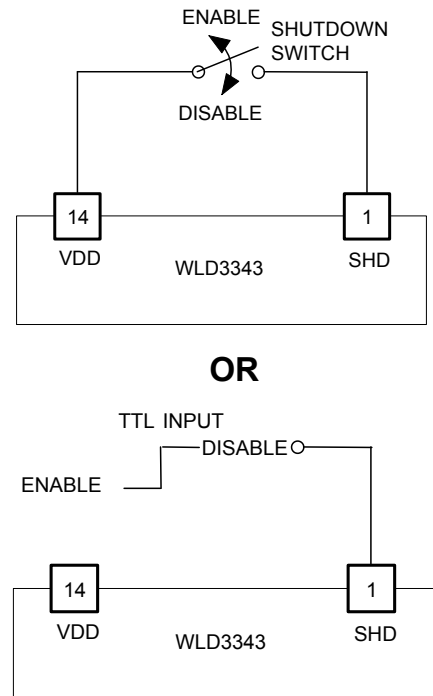 ENABLE
SHUTDOWN
SWITCH
DISABLE
14
1
VDD
WLD3343
SHD
OR
TTL INPUT
DISABLE
ENABLE
14
1
VDD
WLD3343
SHD